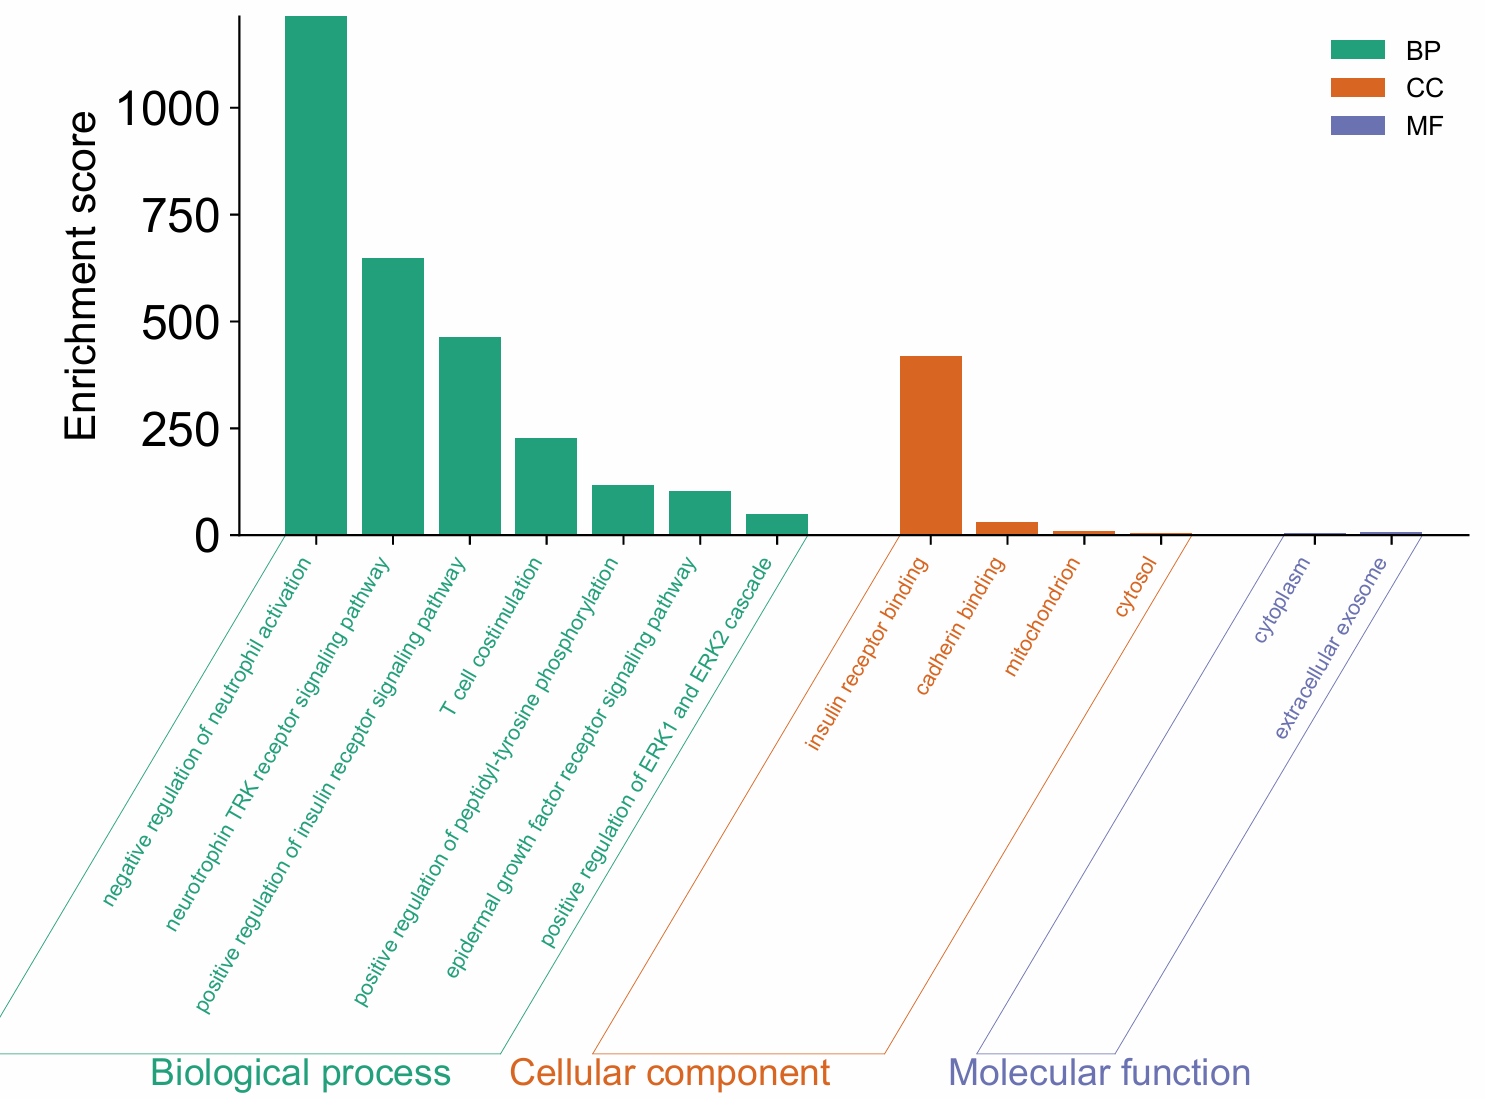 BP
CC
MF
Enrichment score
1000
750
500
250
0
negative regulation of neutrophil activation
neurotrophin TRK receptor signaling pathway
positive regulation of insulin receptor signaling pathway
T cell costimulation
positive regulation of peptidyl-tyrosine phosphorylation
epidermal growth factor receptor signaling pathway
positive regulation of ERK1 and ERK2 cascade
insulin receptor binding
cadherin binding
mitochondrion
cytosol
cytoplasm
extracellular exosome
Biological process
Cellular component
Molecular function